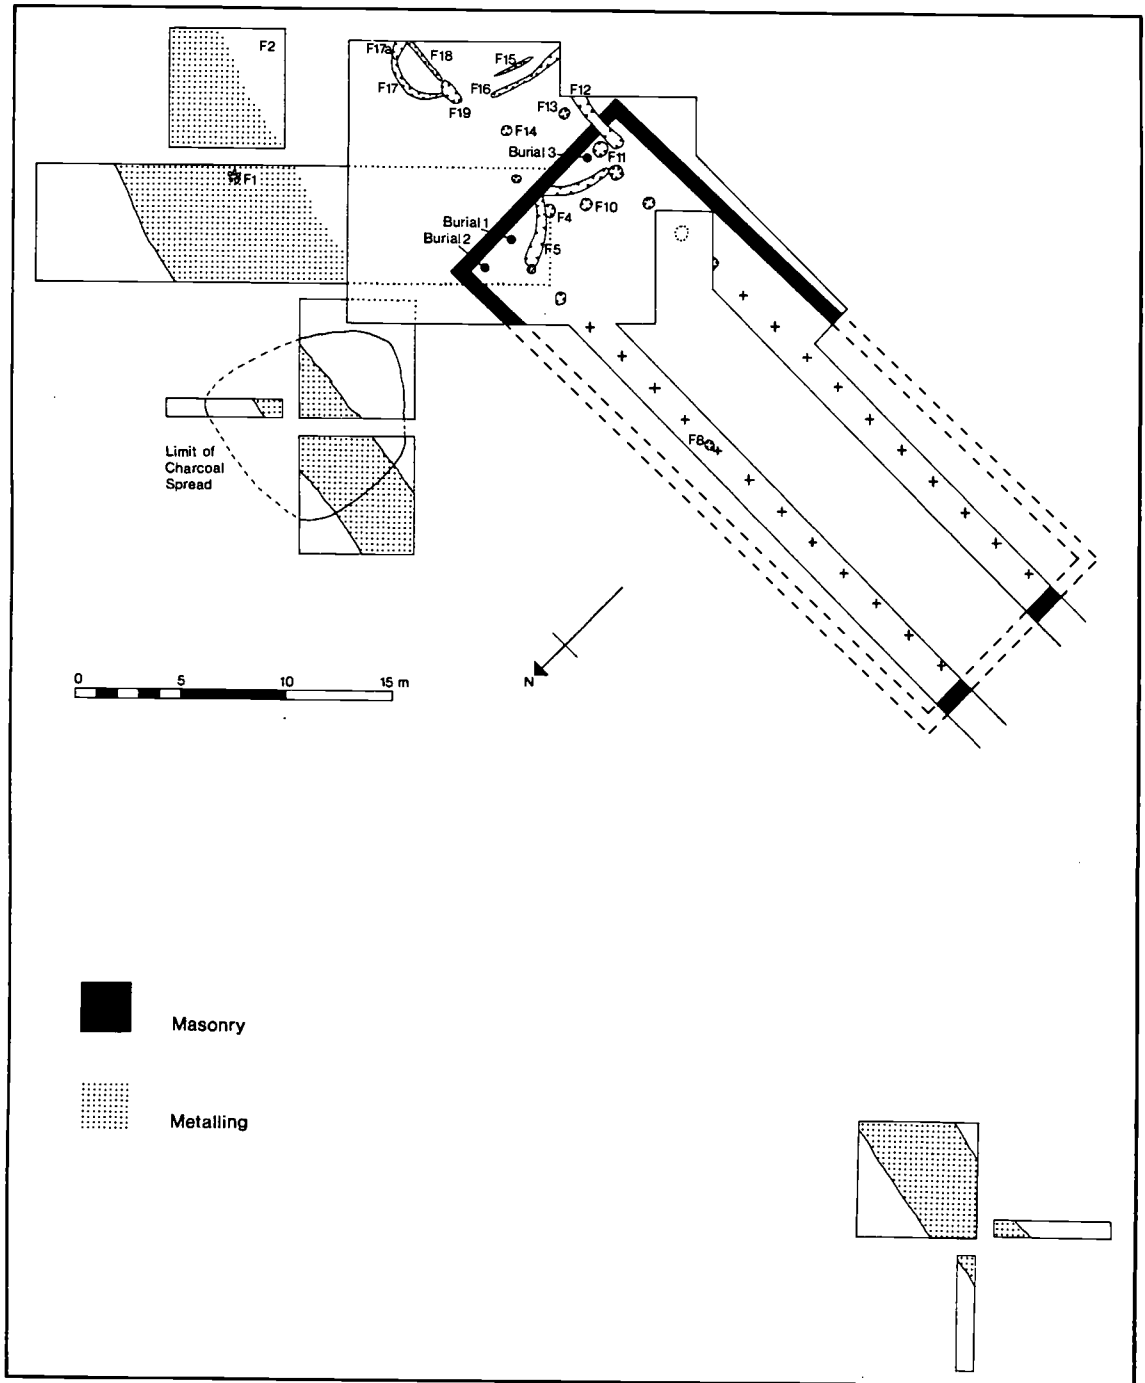 F2
F17a
F18
F15
F17
F16
F19
F12
F13
F14
Burial 3
F11
F1
F10
F4
Burial 1
Burial 2
F5
Limit of
Charcoal
Spread
F8
N
0 5 10 15 m
Masonry
Metalling